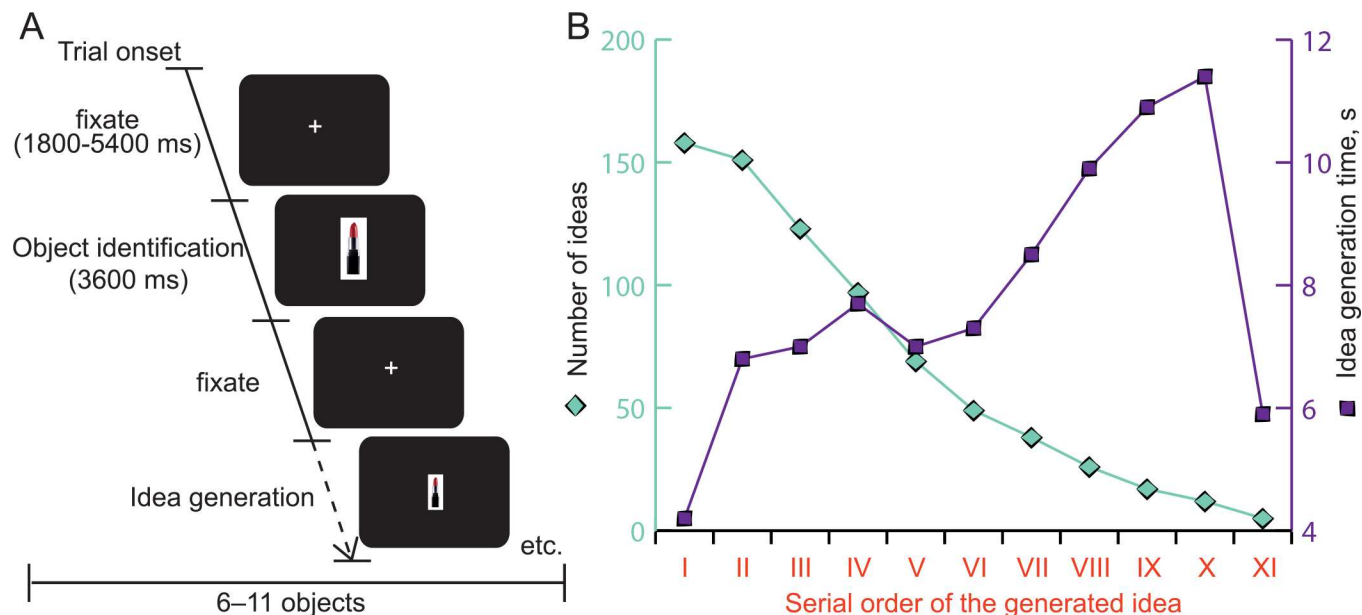 A
Trial onset
fixate
(1800-5400 ms)
Object identification
(3600 ms)
fixate
Idea generation
etc.
6–11 objects
B
Number of ideas
200
150
100
50
0
12
10
8
6
4
Idea generation time, s
I II III IV V VI VII VIII IX X XI
Serial order of the generated idea